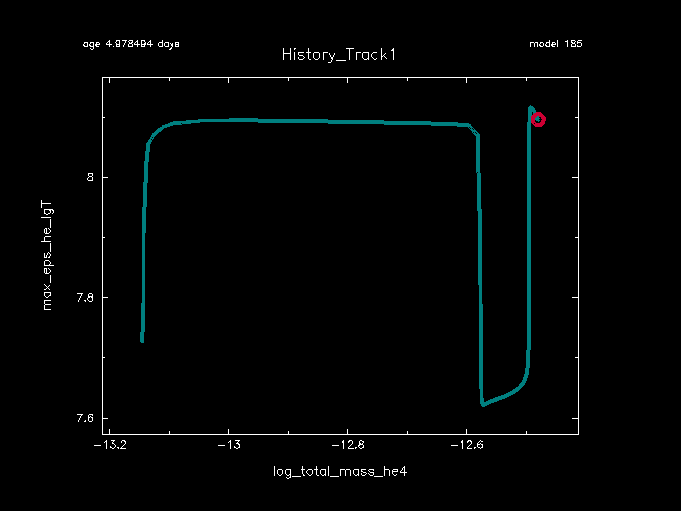 age 4.978494 days
model 185
History_Track1
max_eps_he_lgT
8
7.8
7.6
−13.2
−13
−12.8
−12.6
log_total_mass_he4